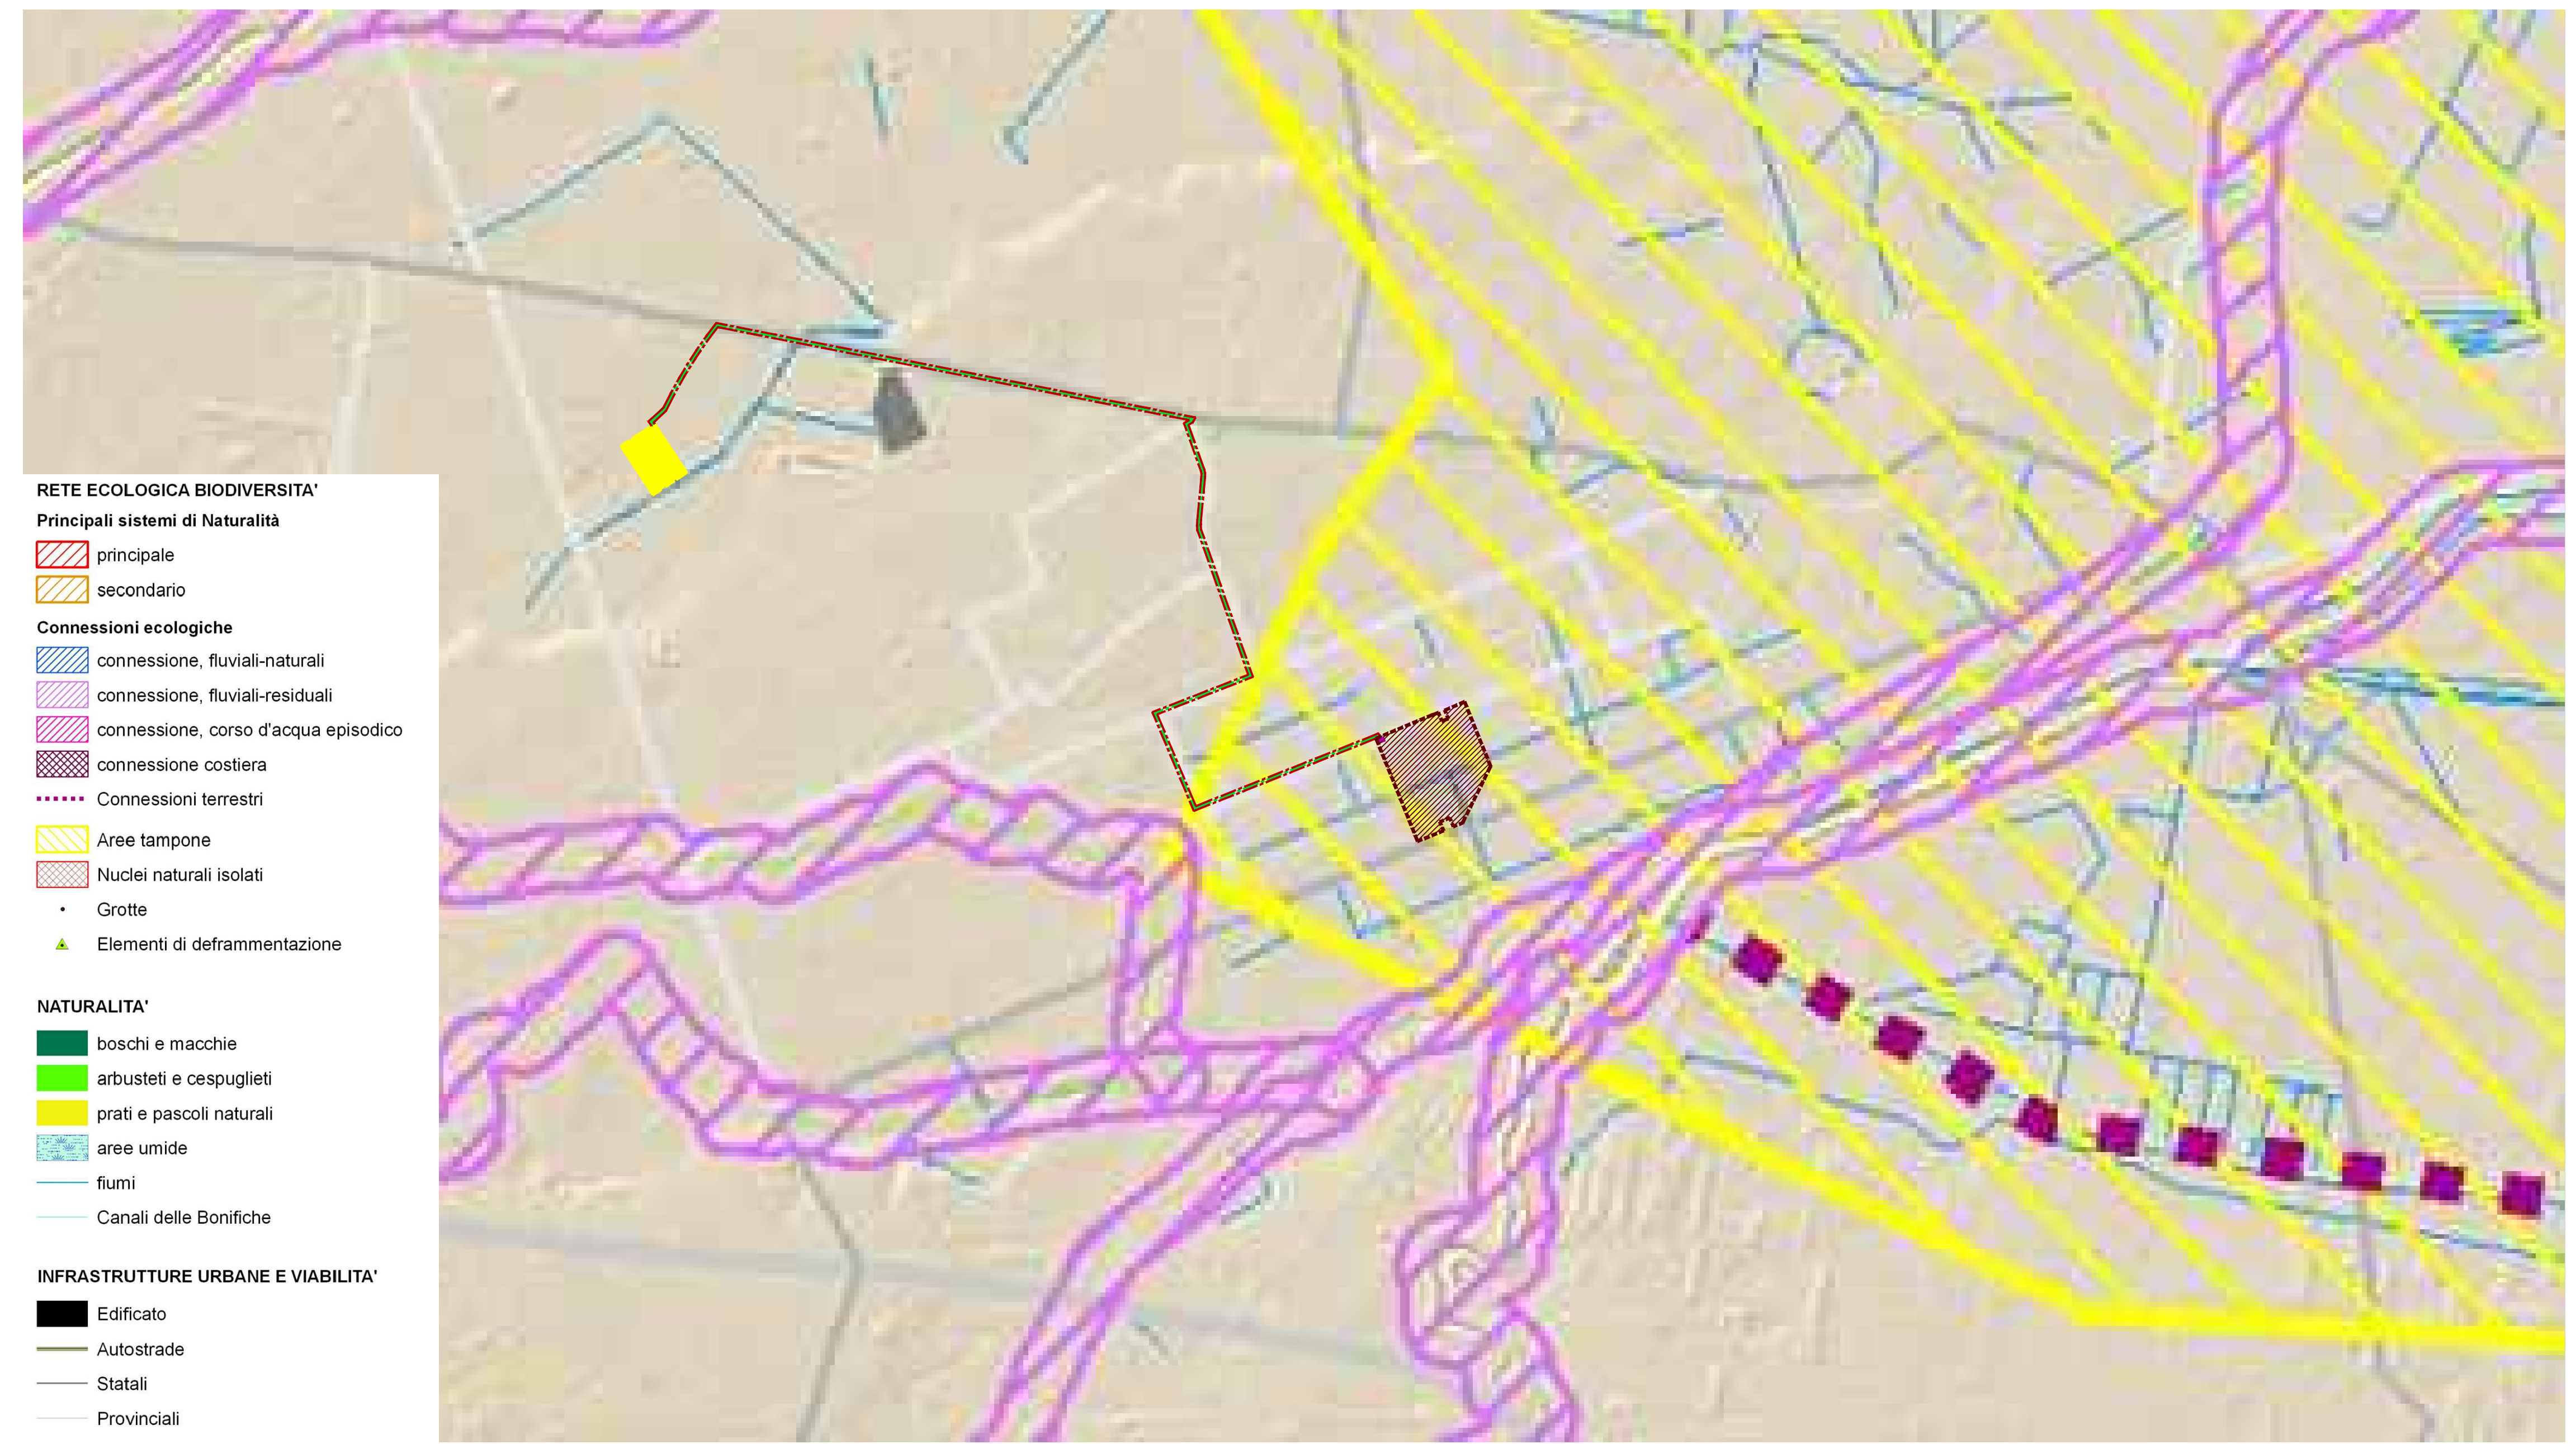 RETE ECOLOGICA BIODIVERSITA'
Principali sistemi di Naturalità
principale
secondario
Connessioni ecologiche
connessione, fluviali-naturali
connessione, fluviali-residuali
connessione, corso d'acqua episodico
connessione costiera
Connessioni terrestri
Aree tampone
Nuclei naturali isolati
Grotte
Elementi di deframmentazione
NATURALITA'
boschi e macchie
arbusteti e cespuglieti
prati e pascoli naturali
aree umide
fiumi
Canali delle Bonifiche
INFRASTRUTTURE URBANE E VIABILITA'
Edificato
Autostrade
Statali
Provinciali